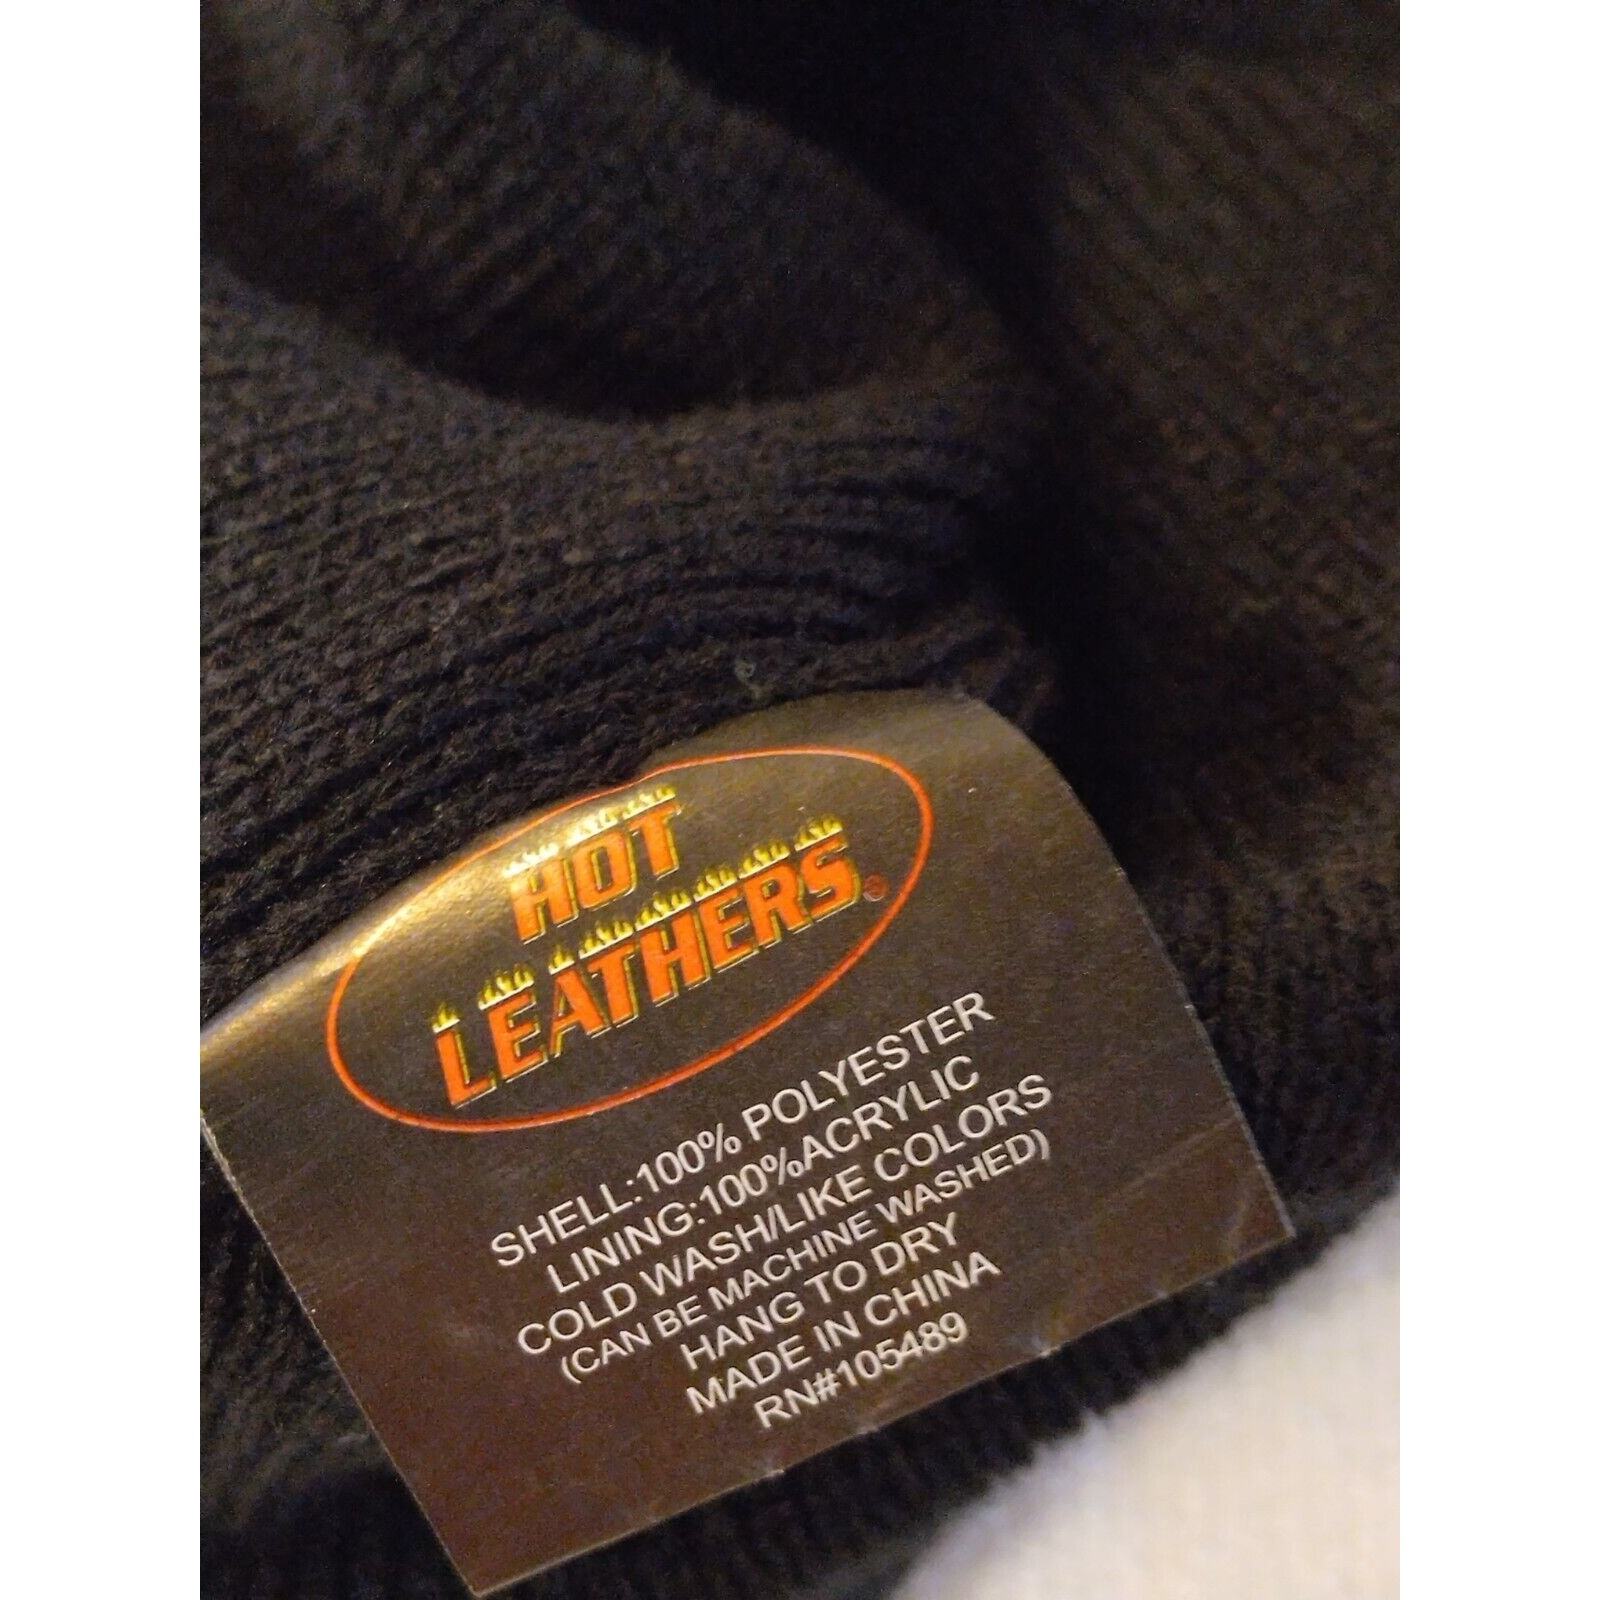 HOT
LEATHERS®
SHELL:100% POLYESTER
LINING:100%ACRYLIC
COLD WASH/LIKE COLORS
(CAN BE MACHINE WASHED)
HANG TO DRY
MADE IN CHINA
RN#105489